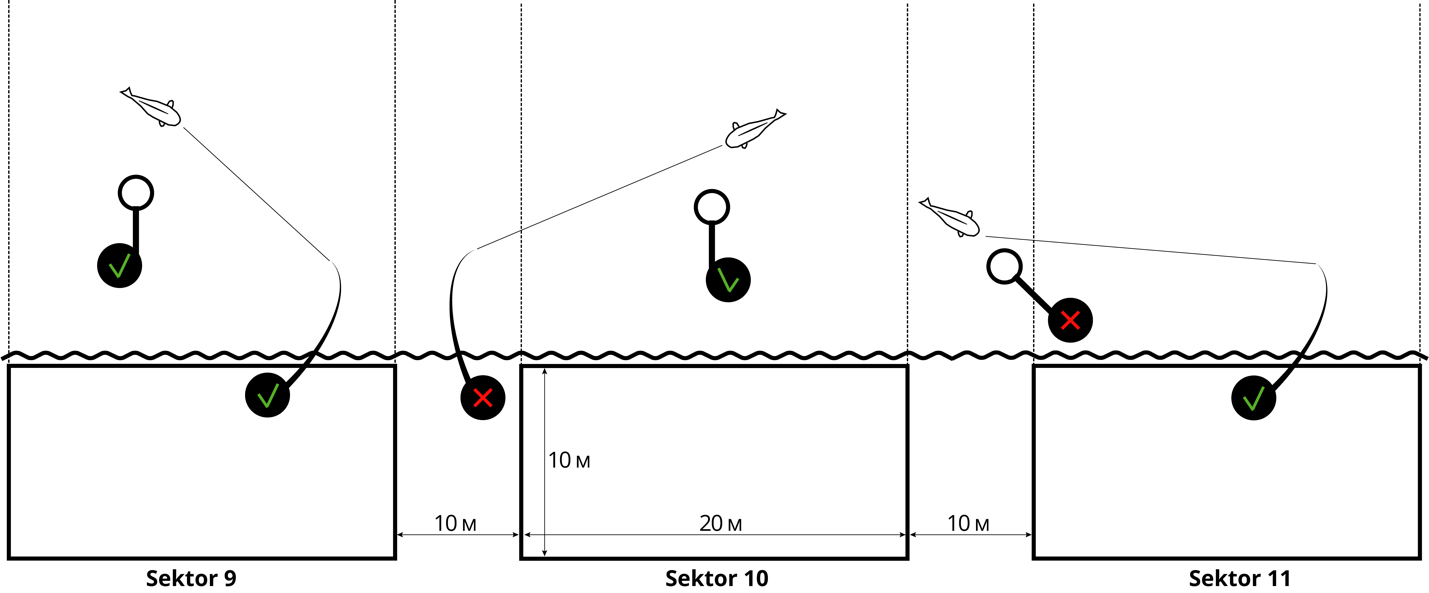 10 м
10 м
20 м
10 м
Sektor 9
Sektor 10
Sektor 11